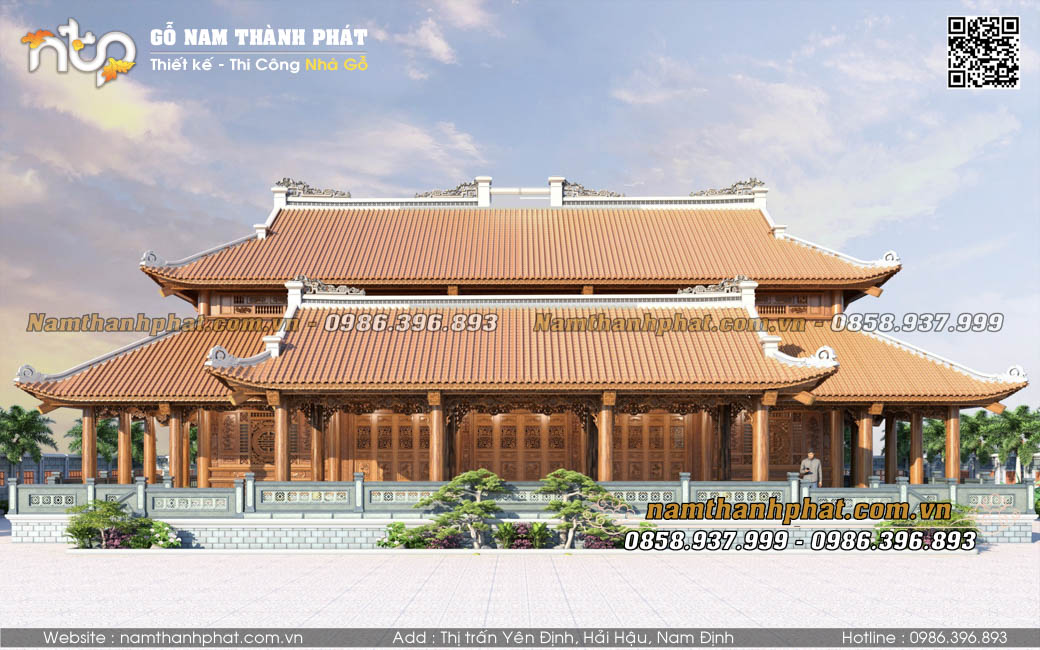 ntp GỖ NAM THÀNH PHÁT
Thiết kế - Thi Công Nhà Gỗ
Namthanhphat.com.vn - 0986.396.893
Namthanhphat.com.vn - 0858.937.999
namthanhphat.com.vn
0858.937.999 - 0986.396.893
Website : namthanhphat.com.vn
Add : Thị trấn Yên Định, Hải Hậu, Nam Định
Hotline : 0986.396.893